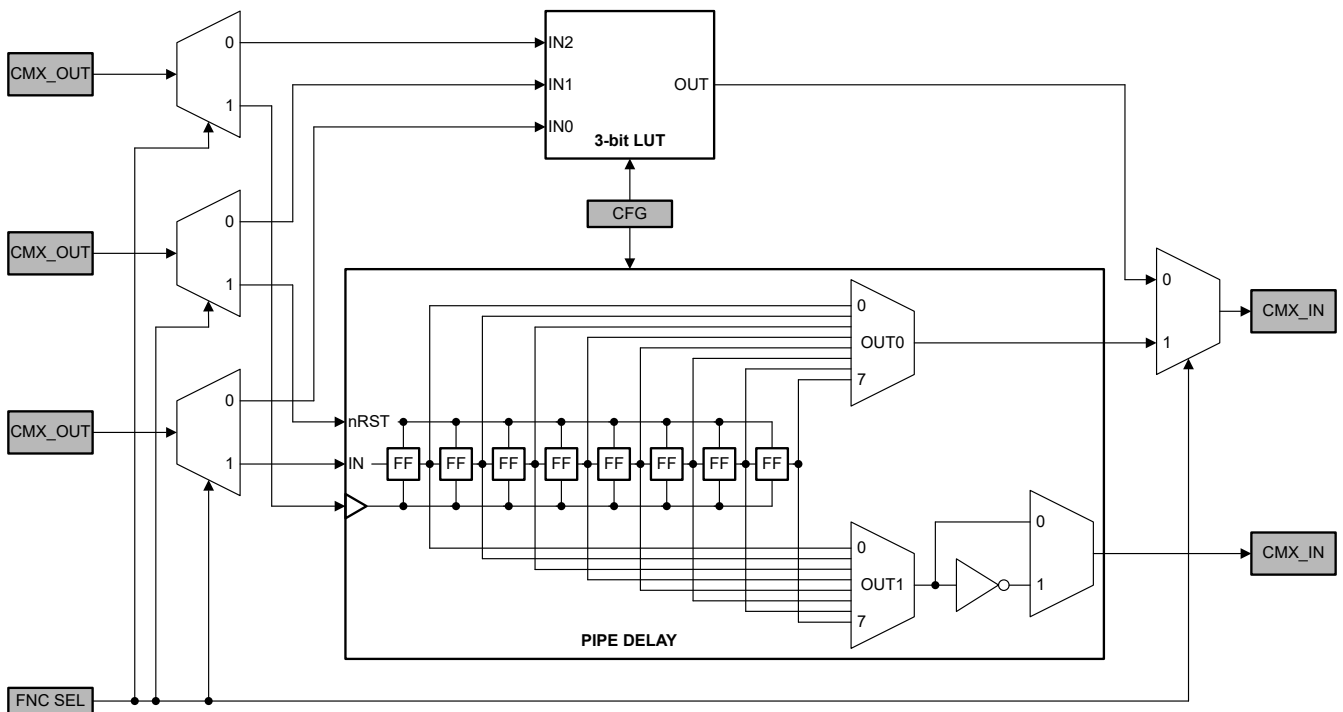 0
CMX_OUT
1
IN2
IN1
IN0
OUT
3-bit LUT
0
CMX_OUT
1
CFG
0
1
CMX_IN
0
OUT0
7
0
CMX_OUT
1
nRST
IN
FF FF FF FF FF FF FF FF
0
OUT1
7
0
1
CMX_IN
PIPE DELAY
FNC SEL